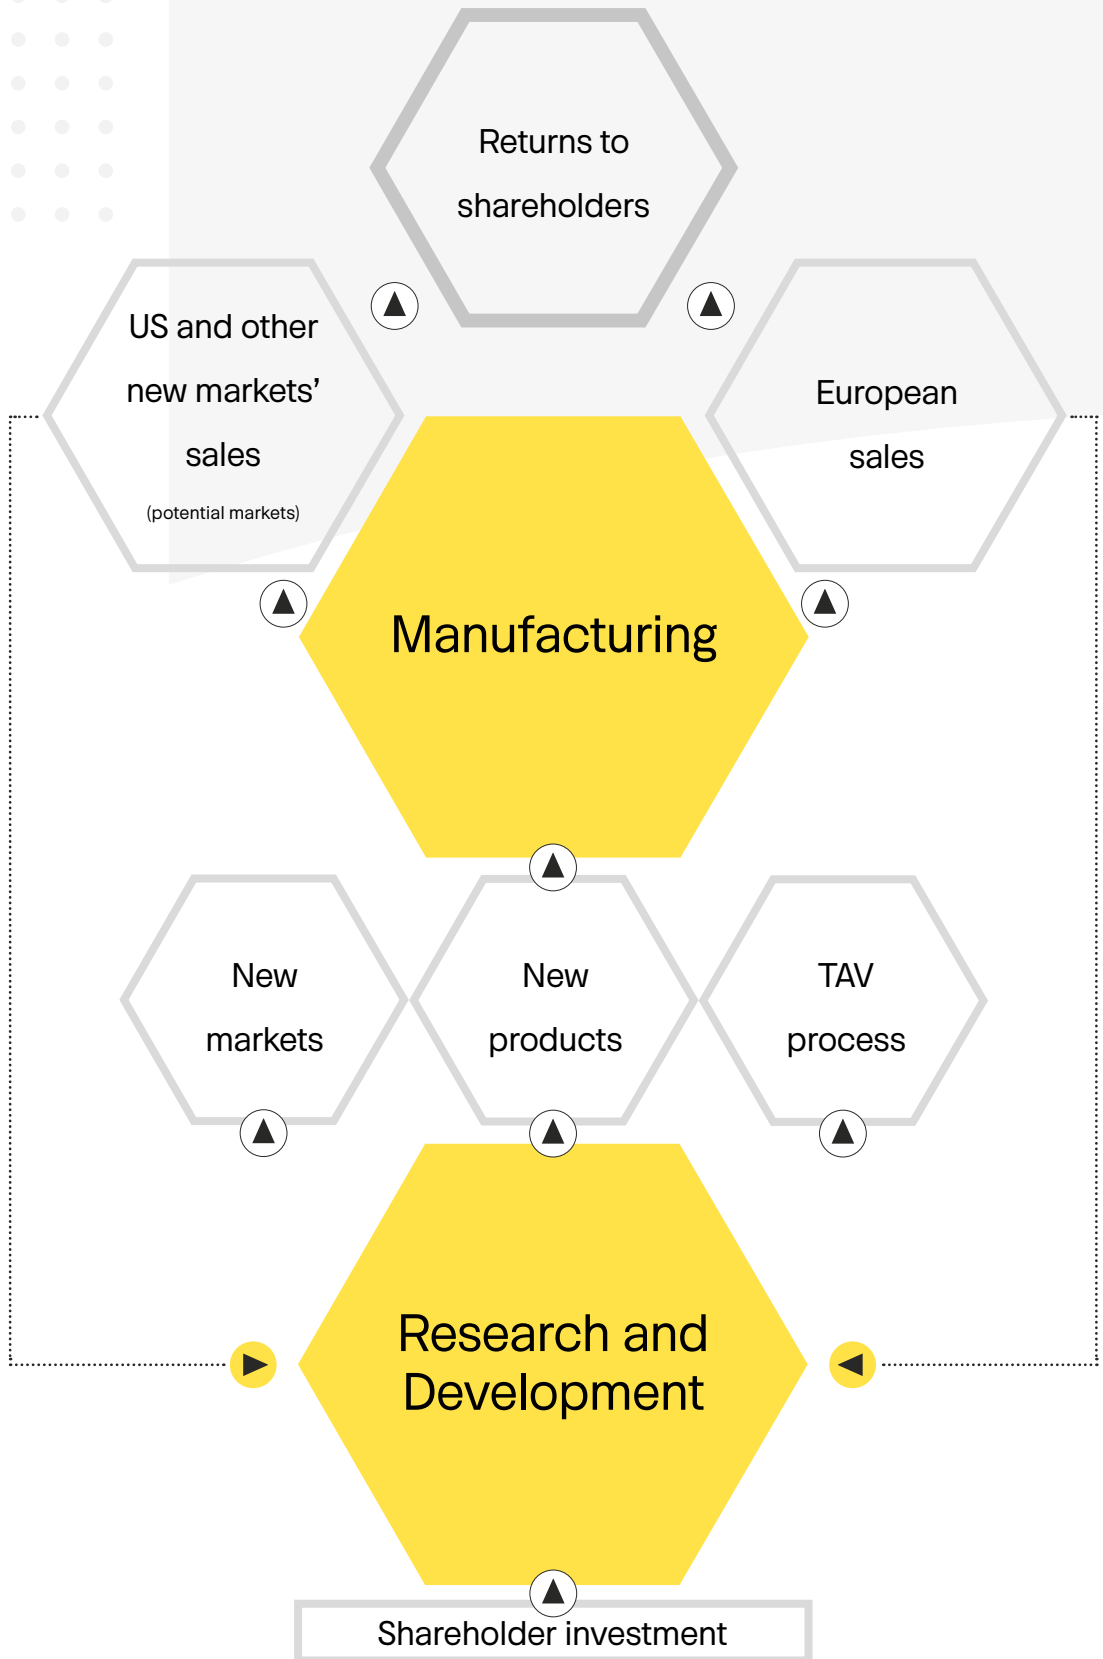 Returns to
shareholders
US and other
new markets’
sales
(potential markets)
European
sales
Manufacturing
New
markets
New
products
TAV
process
Research and
Development
Shareholder investment